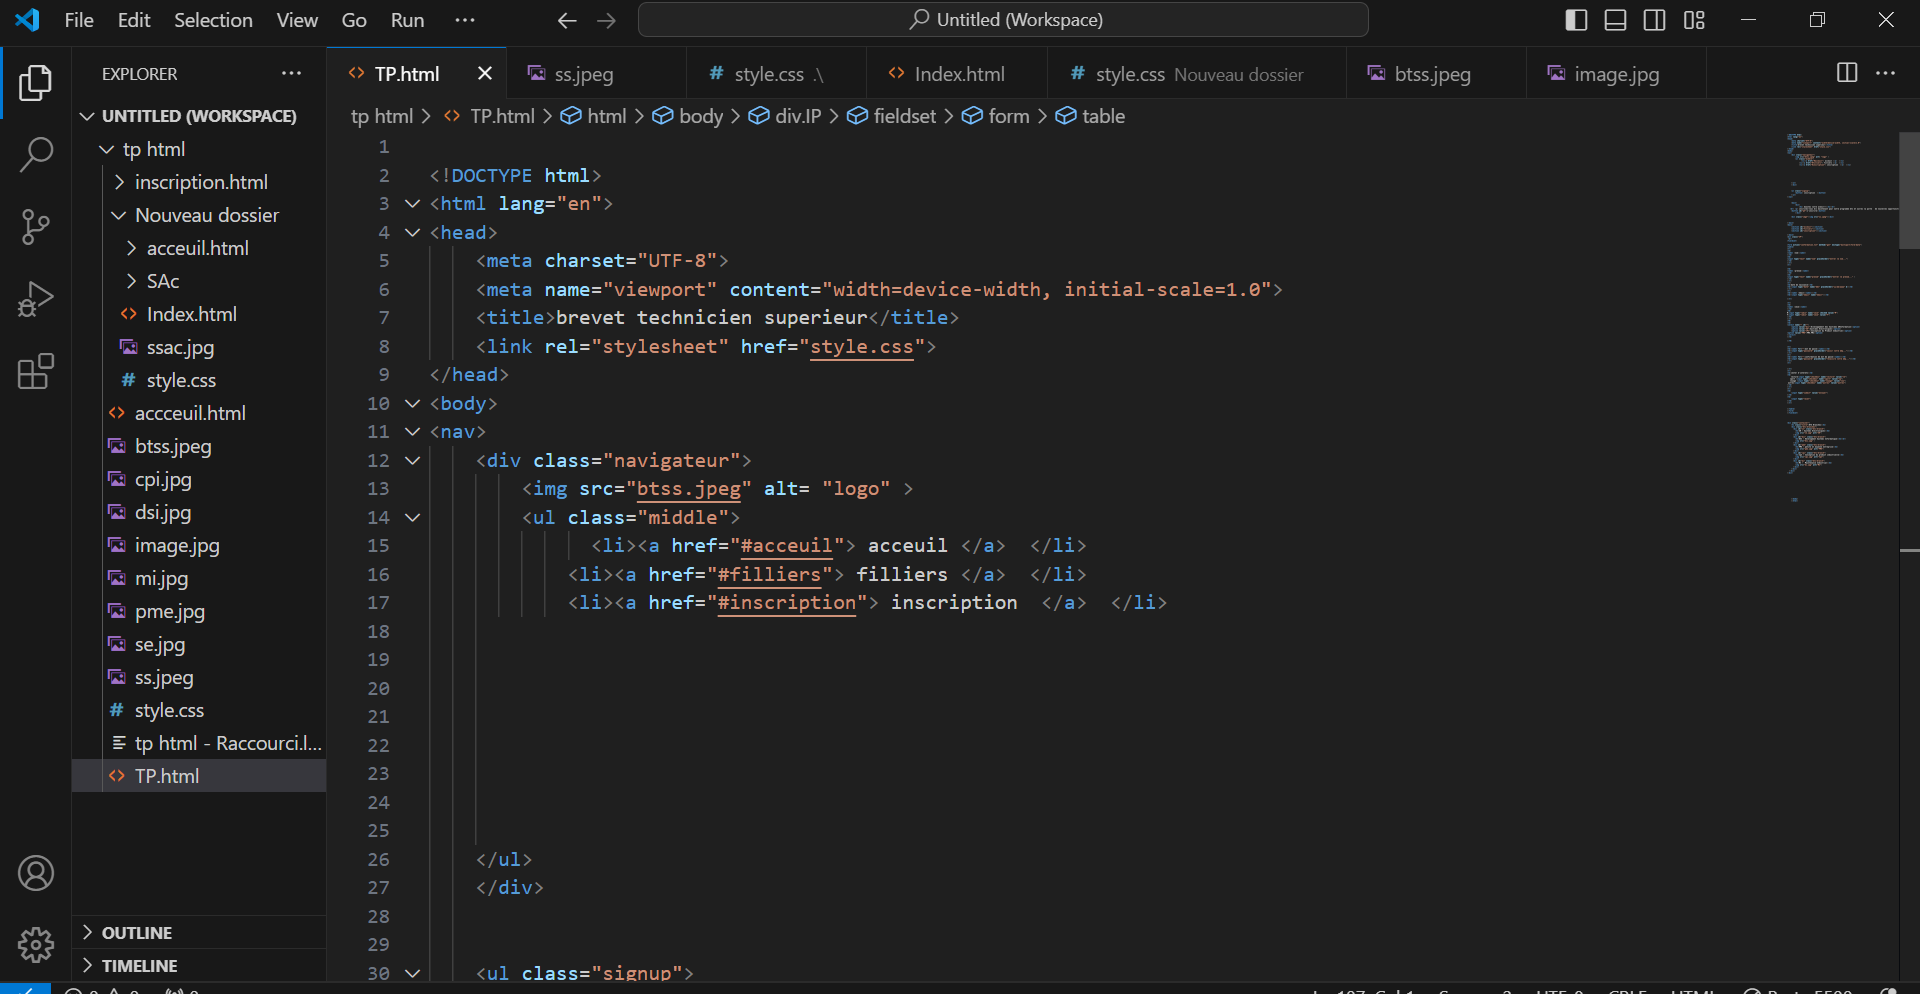 File Edit Selection View Go Run ··· Untitled (Workspace)
EXPLORER ···
UNTITLED (WORKSPACE)
tp html
inscription.html
Nouveau dossier
acceuil.html
SAc
Index.html
ssac.jpg
style.css
accceuil.html
btss.jpeg
cpi.jpg
dsi.jpg
image.jpg
mi.jpg
pme.jpg
se.jpg
ss.jpeg
style.css
tp html - Raccourci.l...
TP.html
OUTLINE
TIMELINE
TP.html ss.jpeg style.css .\ Index.html style.css Nouveau dossier btss.jpeg image.jpg ···
tp html > TP.html > html > body > div.IP > fieldset > form > table
1
2 <!DOCTYPE html>
3 <html lang="en">
4 <head>
5 <meta charset="UTF-8">
6 <meta name="viewport" content="width=device-width, initial-scale=1.0">
7 <title>brevet technicien superieur</title>
8 <link rel="stylesheet" href="style.css">
9 </head>
10 <body>
11 <nav>
12 <div class="navigateur">
13 <img src="btss.jpeg" alt= "logo" >
14 <ul class="middle">
15 <li><a href="#acceuil"> acceuil </a> </li>
16 <li><a href="#filliers"> filliers </a> </li>
17 <li><a href="#inscription"> inscription </a> </li>
18
19
20
21
22
23
24
25
26 </ul>
27 </div>
28
29
30 <ul class="signup">